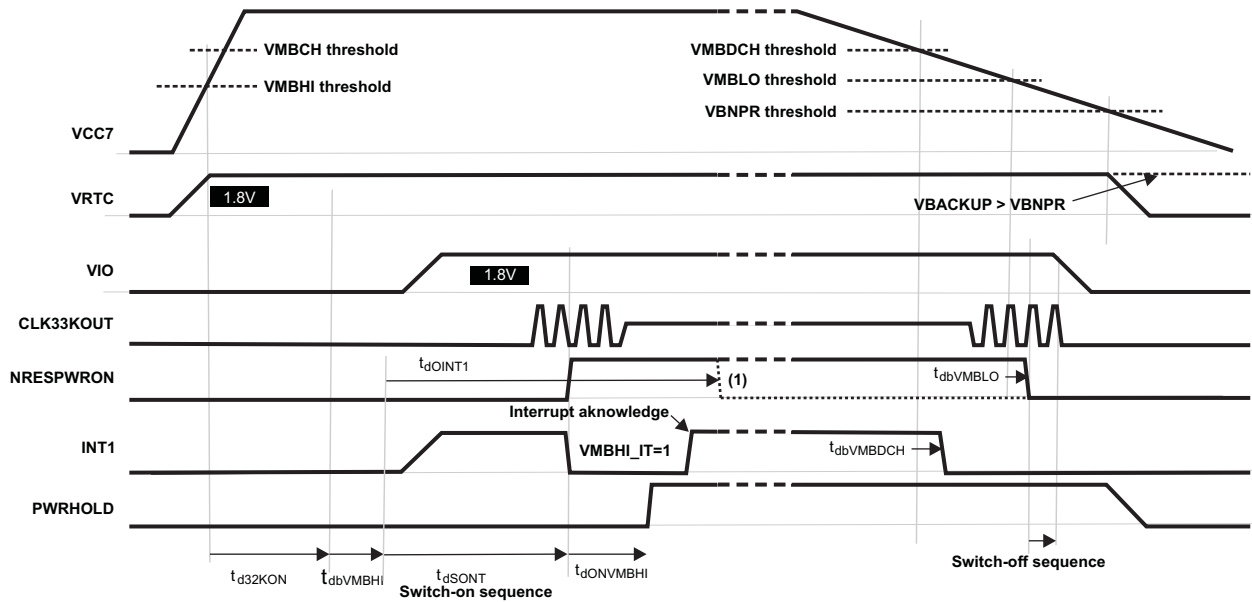 VMBCH threshold
VMBDCH threshold
VMBHI threshold
VMBLO threshold
VBNPR threshold
VCC7
VRTC
1.8V
VBACKUP > VBNPR
VIO
1.8V
CLK33KOUT
tdOINT1
NRESPWRON
(1)
tdbVMBLO
Interrupt aknowledge
INT1
VMBHI_IT=1
tdbVMBDCH
PWRHOLD
td32KON
tdbVMBHI
tdSONT
tdONVMBHI
Switch-off sequence
Switch-on sequence